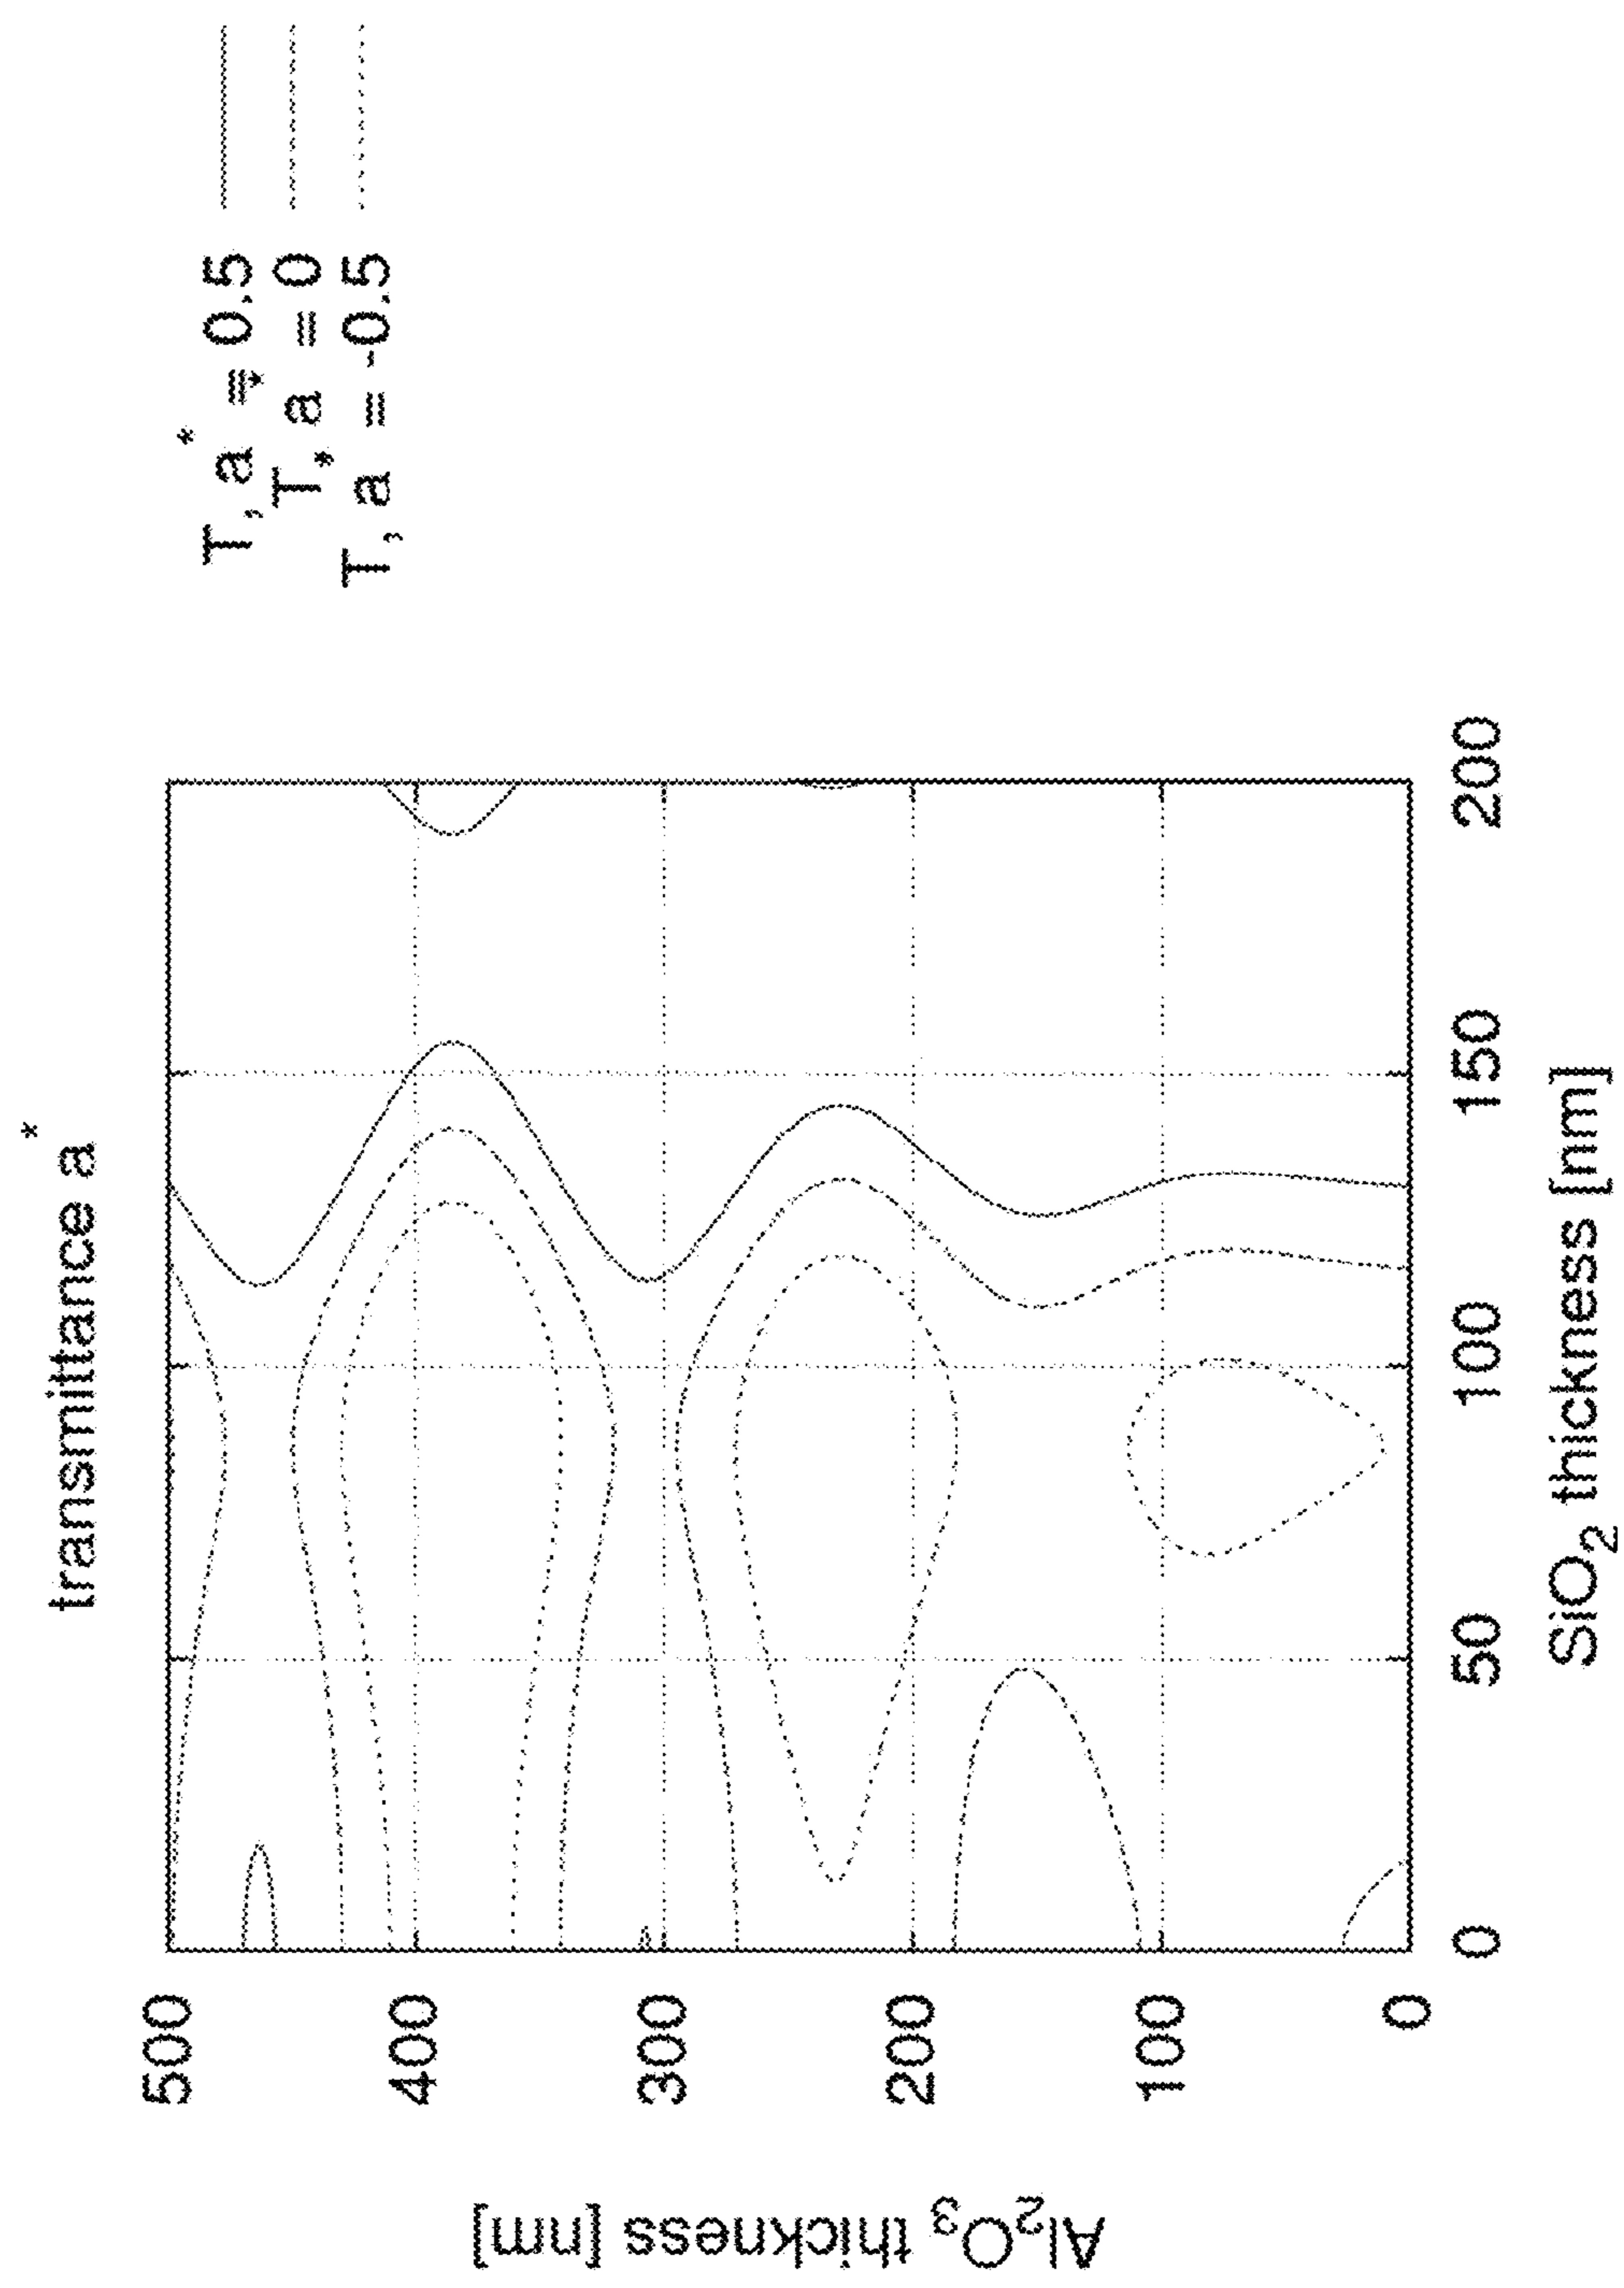 transmittance a*
T, a* = 0.5
T, a* = 0
T, a* = -0.5
500
400
300
200
100
0
0
50
100
150
200
Al₂O₃ thickness [nm]
SiO₂ thickness [nm]